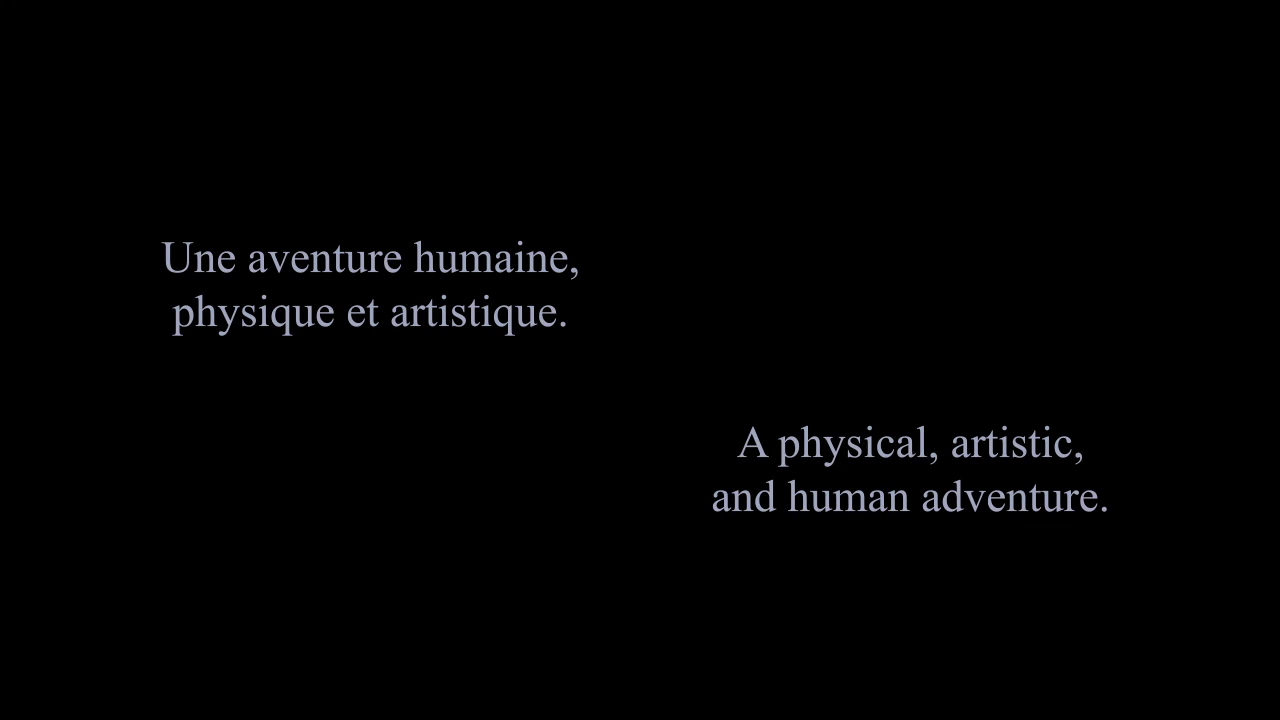 Une aventure humaine,
physique et artistique.
A physical, artistic,
and human adventure.